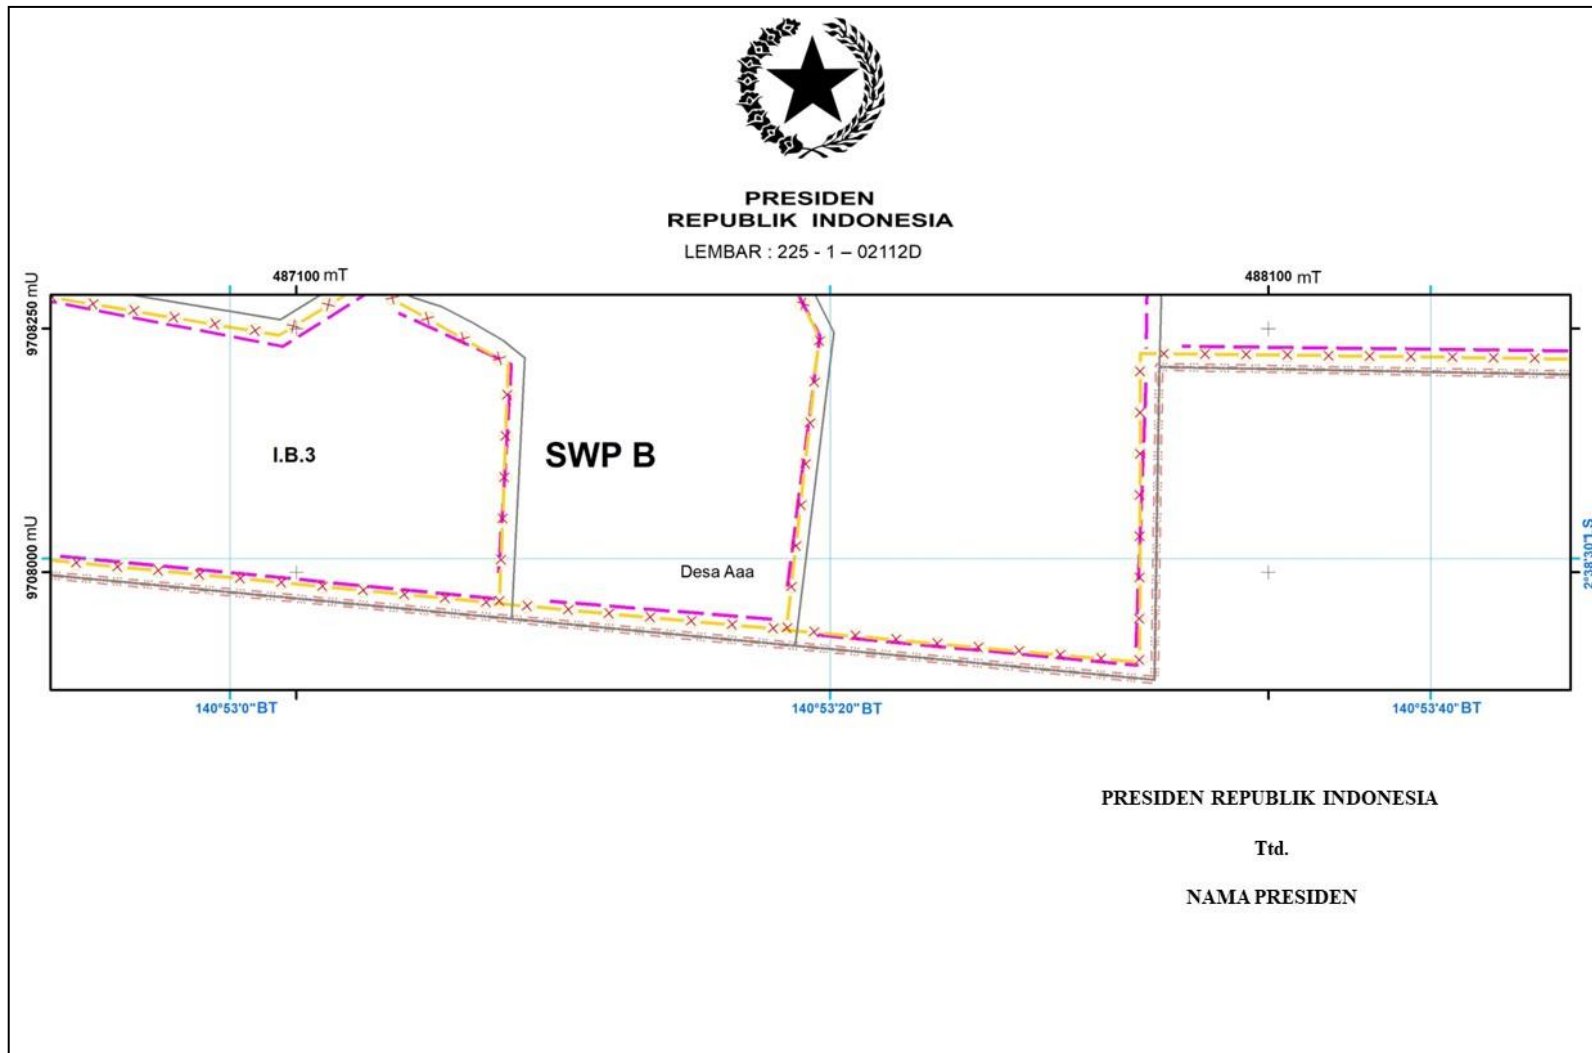 PRESIDEN
REPUBLIK INDONESIA
LEMBAR : 225 - 1 – 02112D
487100 mT
488100 mT
9708250 mU
I.B.3
SWP B
9708000 mU
Desa Aaa
2°38'30"LS
140°53'0"BT
140°53'20"BT
140°53'40"BT
PRESIDEN REPUBLIK INDONESIA
Ttd.
NAMA PRESIDEN